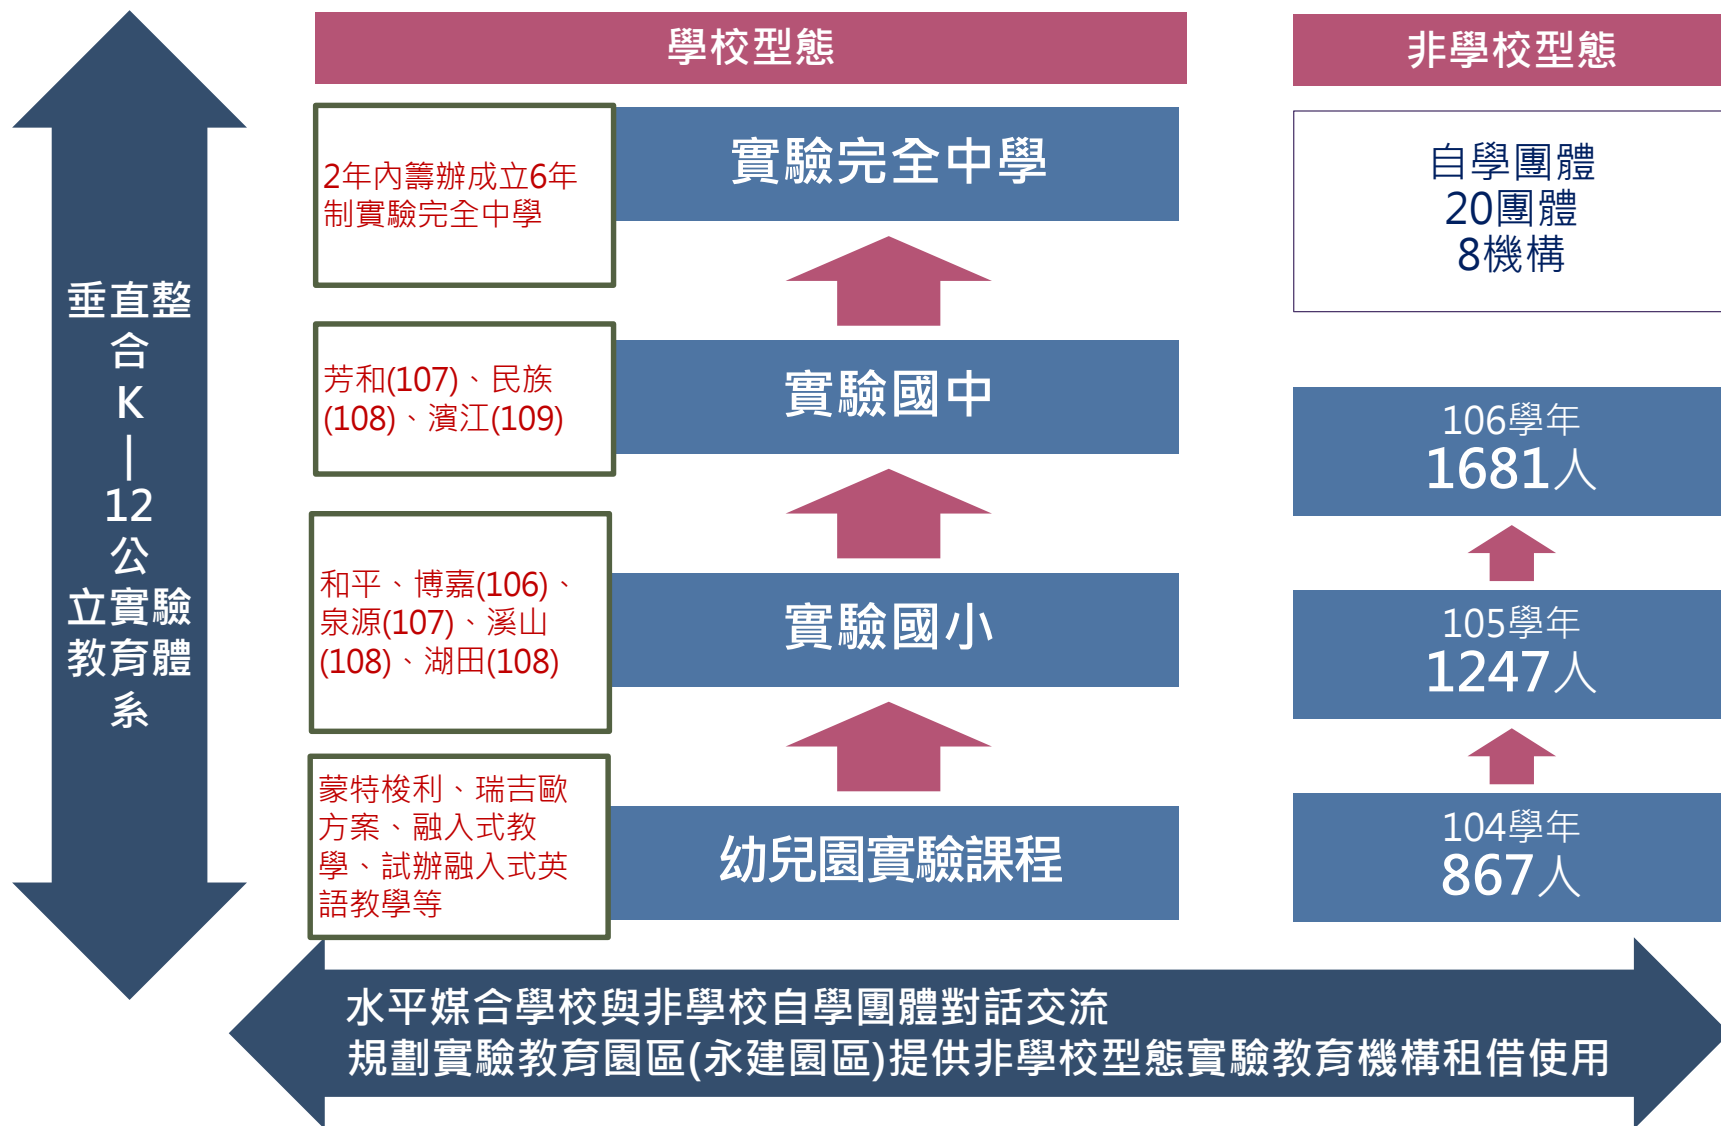 垂直整
合
K
|
12
公
立實驗
教育體
系
學校型態
2年內籌辦成立6年
制實驗完全中學
實驗完全中學
芳和(107)、民族
(108)、濱江(109)
實驗國中
和平、博嘉(106)、
泉源(107)、溪山
(108)、湖田(108)
實驗國小
蒙特梭利、瑞吉歐
方案、融入式教
學、試辦融入式英
語教學等
幼兒園實驗課程
非學校型態
自學團體
20團體
8機構
106學年
1681人
105學年
1247人
104學年
867人
水平媒合學校與非學校自學團體對話交流
規劃實驗教育園區(永建園區)提供非學校型態實驗教育機構租借使用